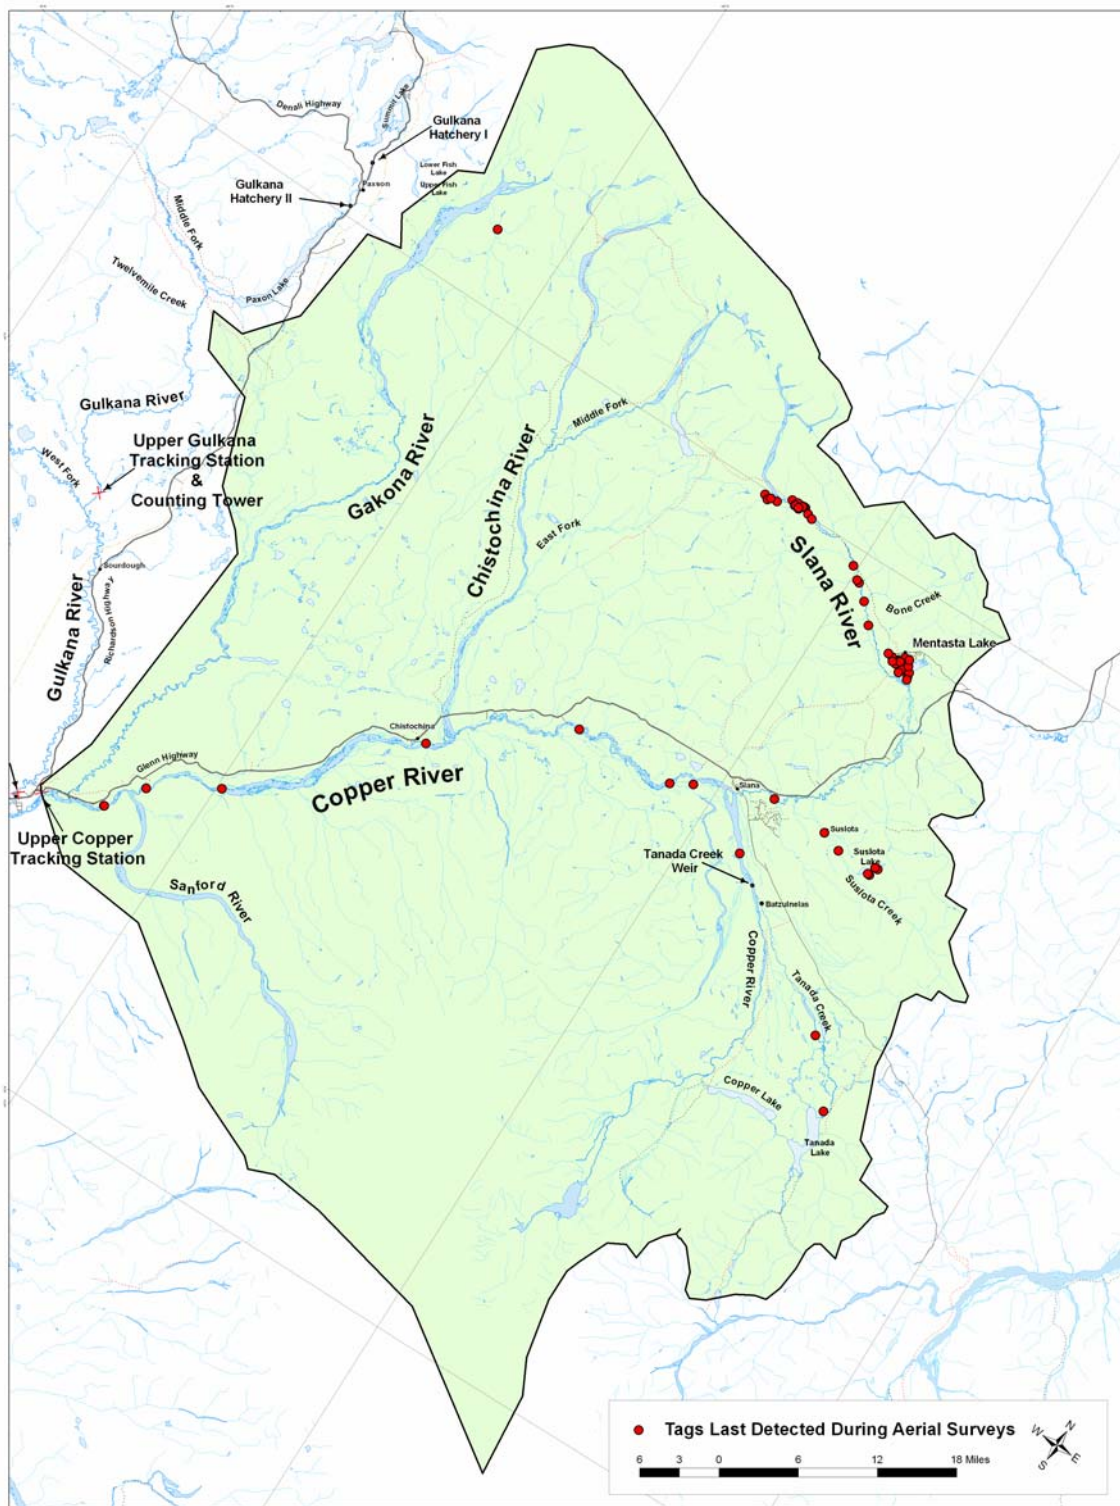 Denali Highway
Summit Lake
Gulkana
Hatchery I
Lower Fish
Lake
Upper Fish
Lake
Paxson
Gulkana
Hatchery II
Middle Fork
Twelvemile Creek
Paxon Lake
Gulkana River
Upper Gulkana
Tracking Station
&
Counting Tower
West Fork
Sourdough
Richardson Highway
Gulkana River
Gakona River
Chistochina River
Middle Fork
East Fork
Slana River
Bone Creek
Mentasta Lake
Chistochina
Glenn Highway
Copper River
Upper Copper
Tracking Station
Sanford River
Slana
Suslota
Suslota
Lake
Suslota Creek
Tanada Creek
Weir
Batzulnetas
Copper River
Tanada Creek
Copper Lake
Tanada
Lake
Tags Last Detected During Aerial Surveys
N
E
S
W
6 3 0 6 12 18 Miles